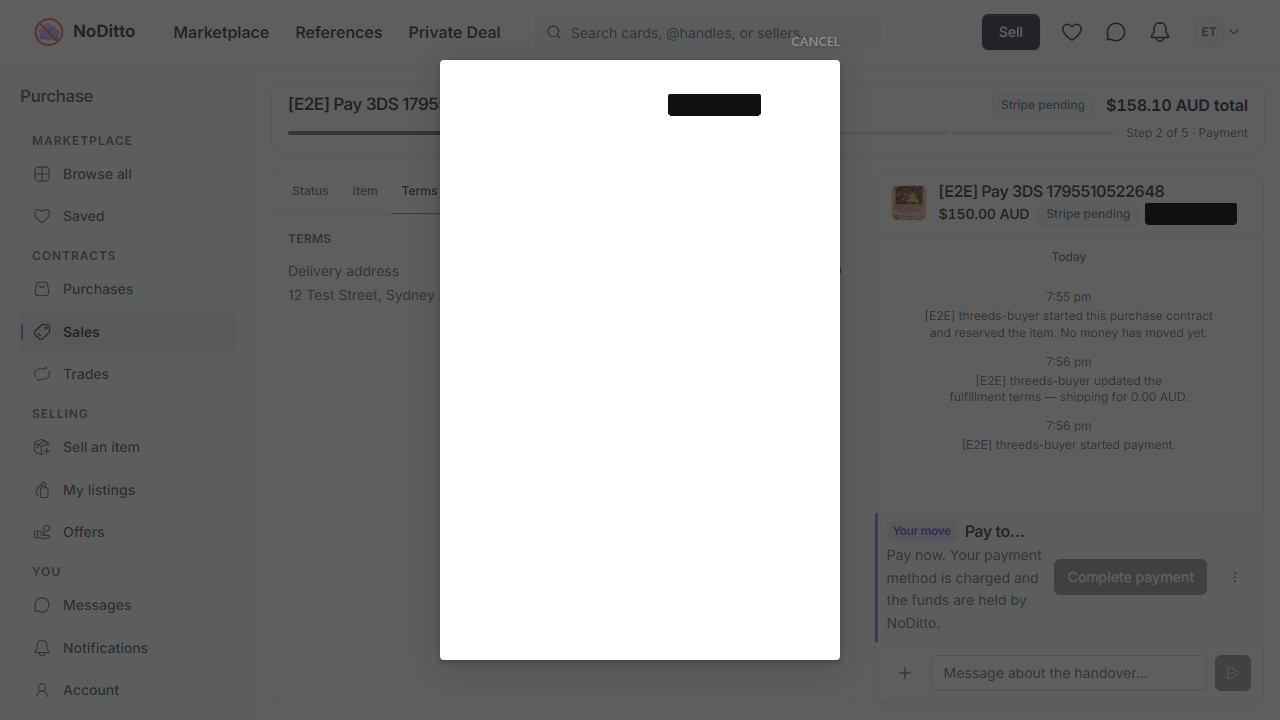 NoDitto
Marketplace
References
Private Deal
Search cards, @handles, or sellers
Sell
ET
CANCEL
Purchase
MARKETPLACE
Browse all
Saved
CONTRACTS
Purchases
Sales
Trades
SELLING
Sell an item
My listings
Offers
YOU
Messages
Notifications
Account
[E2E] Pay 3DS 1795
Stripe pending
$158.10 AUD total
Step 2 of 5 · Payment
Status
Item
Terms
TERMS
Delivery address
12 Test Street, Sydney
[E2E] Pay 3DS 1795510522648
$150.00 AUD
Stripe pending
Today
7:55 pm
[E2E] threeds-buyer started this purchase contract
and reserved the item. No money has moved yet.
7:56 pm
[E2E] threeds-buyer updated the
fulfillment terms — shipping for 0.00 AUD.
7:56 pm
[E2E] threeds-buyer started payment.
Your move
Pay to...
Pay now. Your payment
method is charged and
the funds are held by
NoDitto.
Complete payment
Message about the handover...